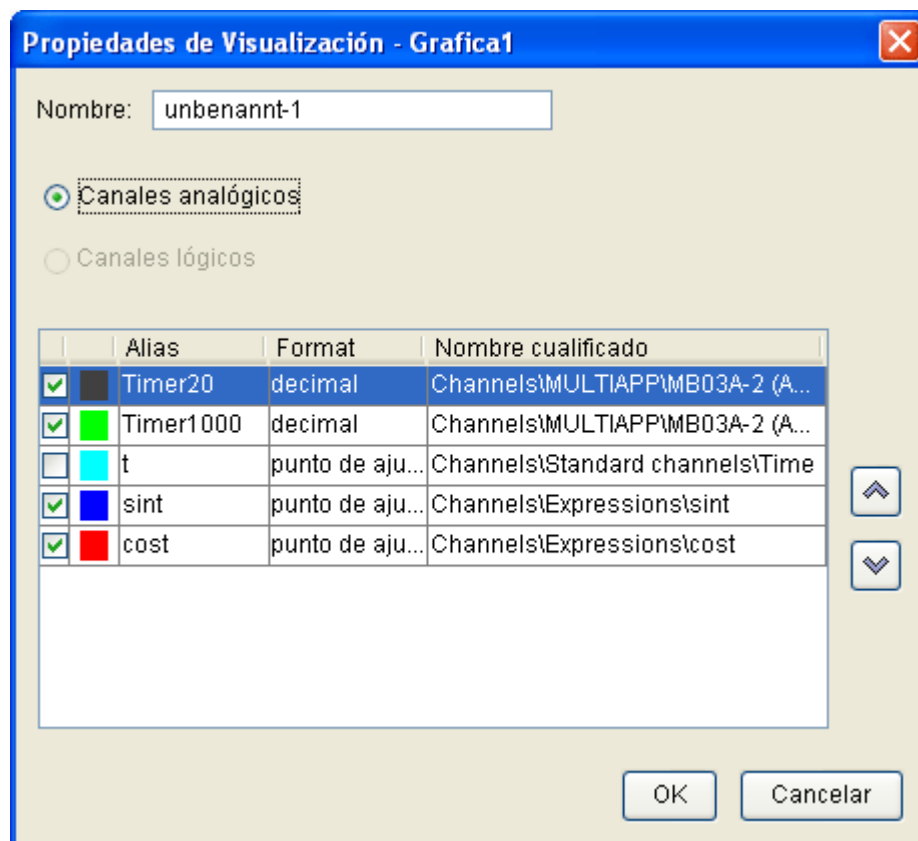 Propiedades de Visualización - Grafica1
Nombre: unbenannt-1
Canales analógicos
Canales lógicos
Alias Format Nombre cualificado
Timer20 decimal Channels\MULTIAPP\MB03A-2 (A...
Timer1000 decimal Channels\MULTIAPP\MB03A-2 (A...
t punto de aju... Channels\Standard channels\Time
sint punto de aju... Channels\Expressions\sint
cost punto de aju... Channels\Expressions\cost
OK Cancelar